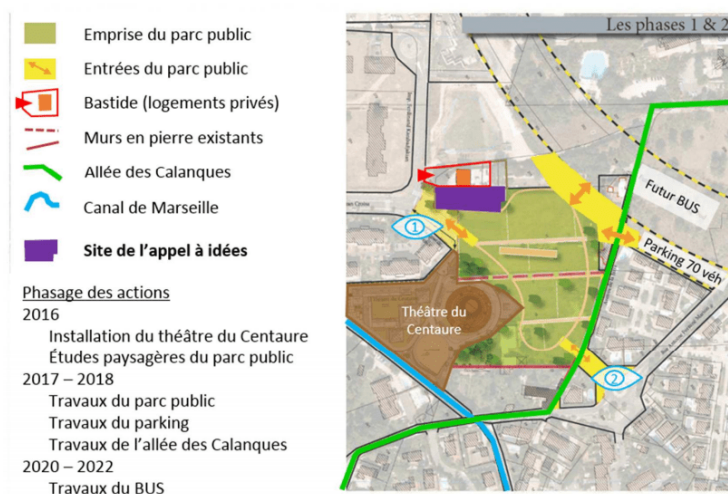 Emprise du parc public
Entrées du parc public
Bastide (logements privés)
Murs en pierre existants
Allée des Calanques
Canal de Marseille
Site de l'appel à idées
Phasage des actions
2016
Installation du théâtre du Centaure
Études paysagères du parc public
2017 – 2018
Travaux du parc public
Travaux du parking
Travaux de l'allée des Calanques
2020 – 2022
Travaux du BUS
Les phases 1 & 2
Futur BUS
Parking 70 véh
1
Théâtre du
Centaure
2